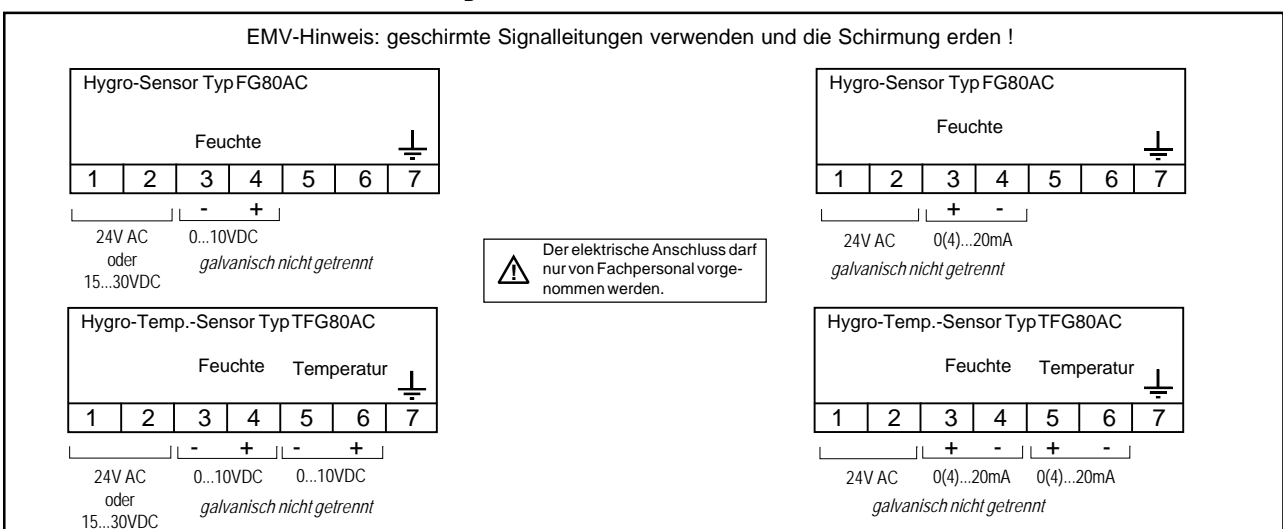 EMV-Hinweis: geschirmte Signalleitungen verwenden und die Schirmung erden !
Hygro-Sensor Typ FG80AC
Feuchte
1 2 3 4 5 6 7
- +
24V AC
oder
15...30VDC
0...10VDC
galvanisch nicht getrennt
Hygro-Sensor Typ FG80AC
Feuchte
1 2 3 4 5 6 7
+ -
24V AC 0(4)...20mA
galvanisch nicht getrennt
Der elektrische Anschluss darf
nur von Fachpersonal vorge-
nommen werden.
Hygro-Temp.-Sensor Typ TFG80AC
Feuchte Temperatur
1 2 3 4 5 6 7
- + - +
24V AC
oder
15...30VDC
0...10VDC 0...10VDC
galvanisch nicht getrennt
Hygro-Temp.-Sensor Typ TFG80AC
Feuchte Temperatur
1 2 3 4 5 6 7
+ - + -
24V AC 0(4)...20mA 0(4)...20mA
galvanisch nicht getrennt